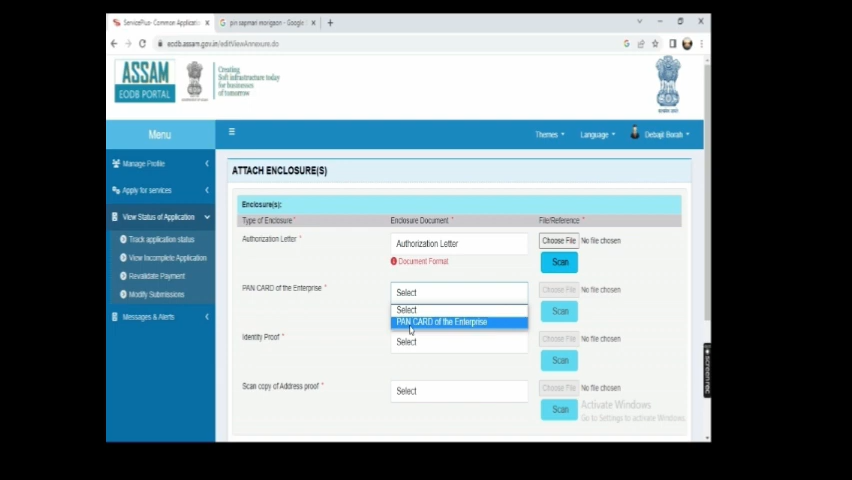 ServicePlus- Common Applicati
pin sapmari morigaon - Google
eodb.assam.gov.in/editViewAnnexure.do
ASSAM
EODB PORTAL
Creating
Soft infrastructure today
for businesses
of tomorrow
Menu
Themes
Language
Debajit Borah
Manage Profile
Apply for services
View Status of Application
Track application status
View Incomplete Application
Revalidate Payment
Modify Submissions
Messages & Alerts
ATTACH ENCLOSURE(S)
Enclosure(s):
Type of Enclosure * Enclosure Document * File/Reference *
Authorization Letter * Authorization Letter Choose File No file chosen
Document Format
Scan
PAN CARD of the Enterprise * Select Choose File No file chosen
Select
PAN CARD of the Enterprise
Scan
Identity Proof * Select Choose File No file chosen
Scan
Scan copy of Address proof * Select Choose File No file chosen
Scan
Activate Windows
Go to Settings to activate Windows.
screenrec